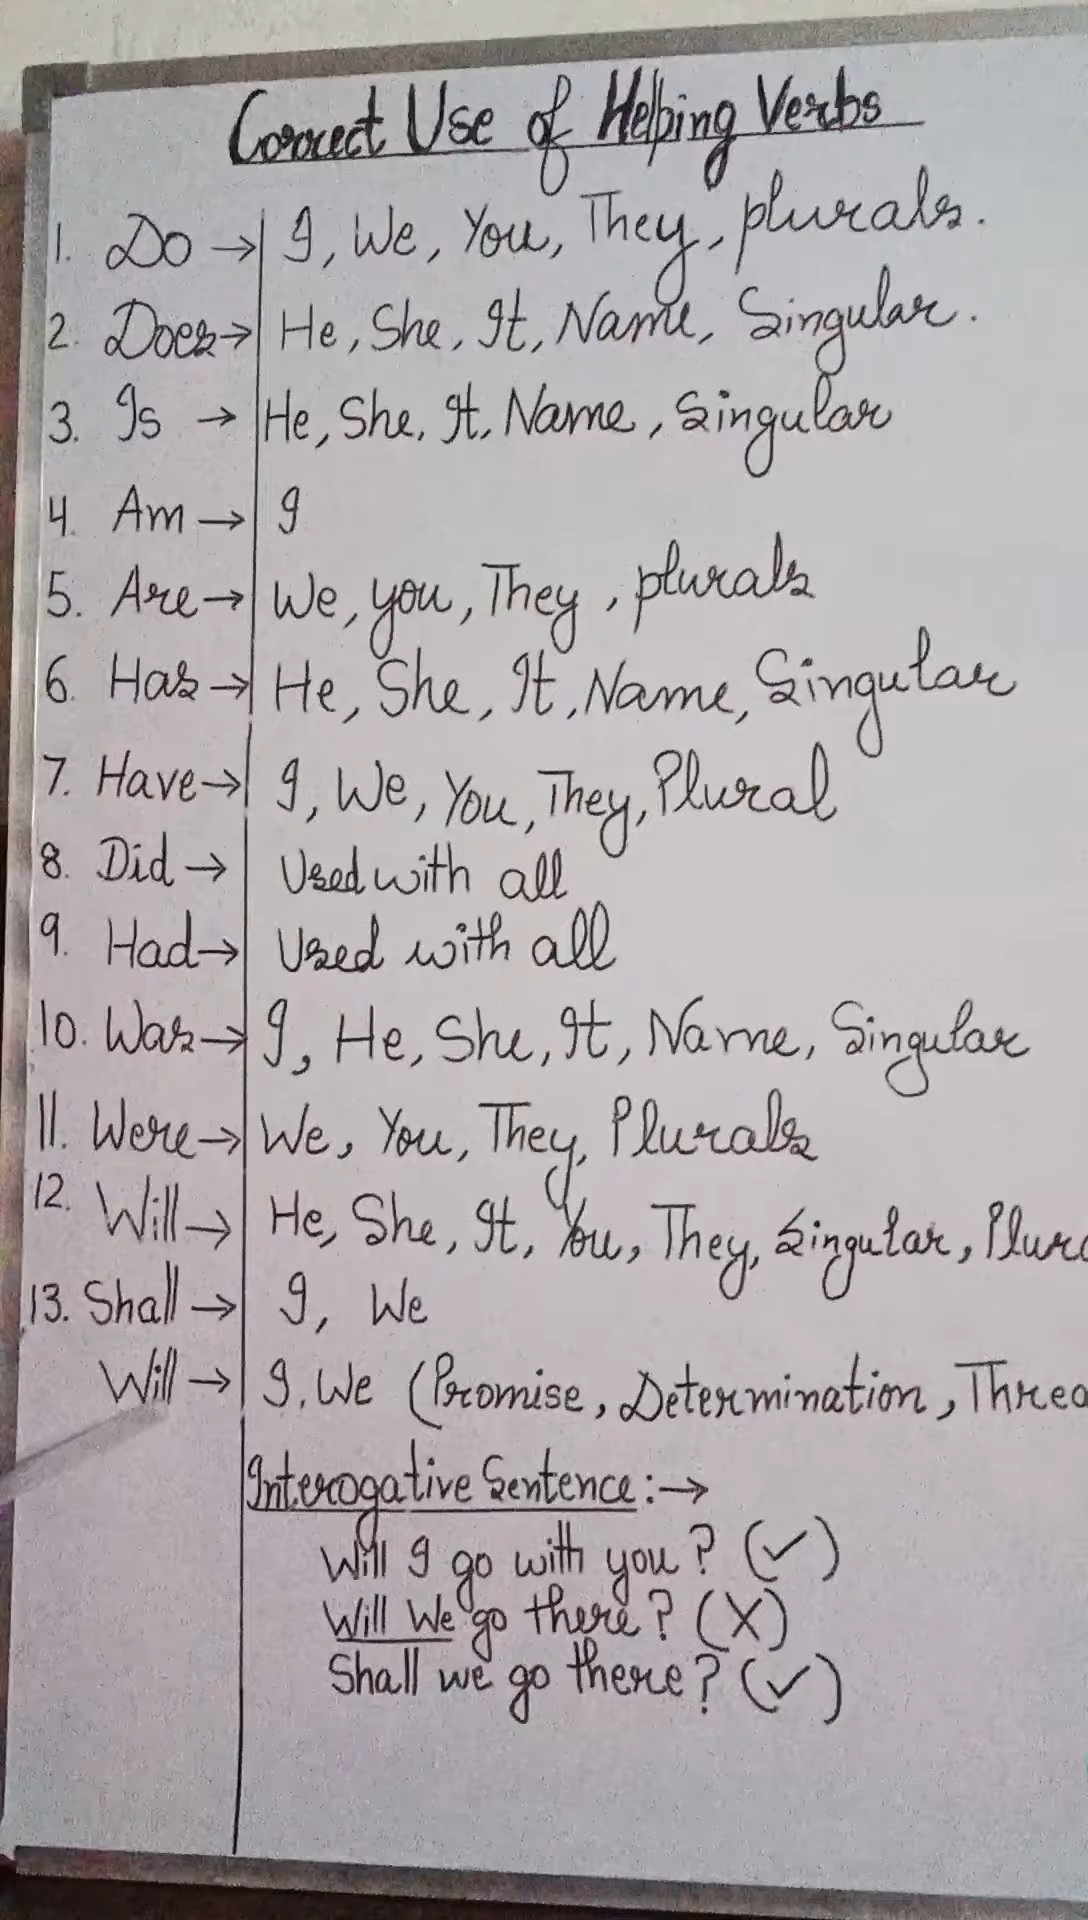 Correct Use of Helping Verbs
1. Do → I, We, You, They, plurals.
2. Does → He, She, It, Name, Singular.
3. Is → He, She, It, Name, Singular
4. Am → I
5. Are → We, you, They, plurals
6. Has → He, She, It, Name, Singular
7. Have → I, We, You, They, Plural
8. Did → Used with all
9. Had → Used with all
10. Was → I, He, She, It, Name, Singular
11. Were → We, You, They, Plurals
12. Will → He, She, It, You, They, Singular, Plura
13. Shall → I, We
Will → I, We (Promise, Determination, Threa
Interogative Sentence :→
Will I go with you? (✓)
Will We go there? (X)
Shall we go there? (✓)